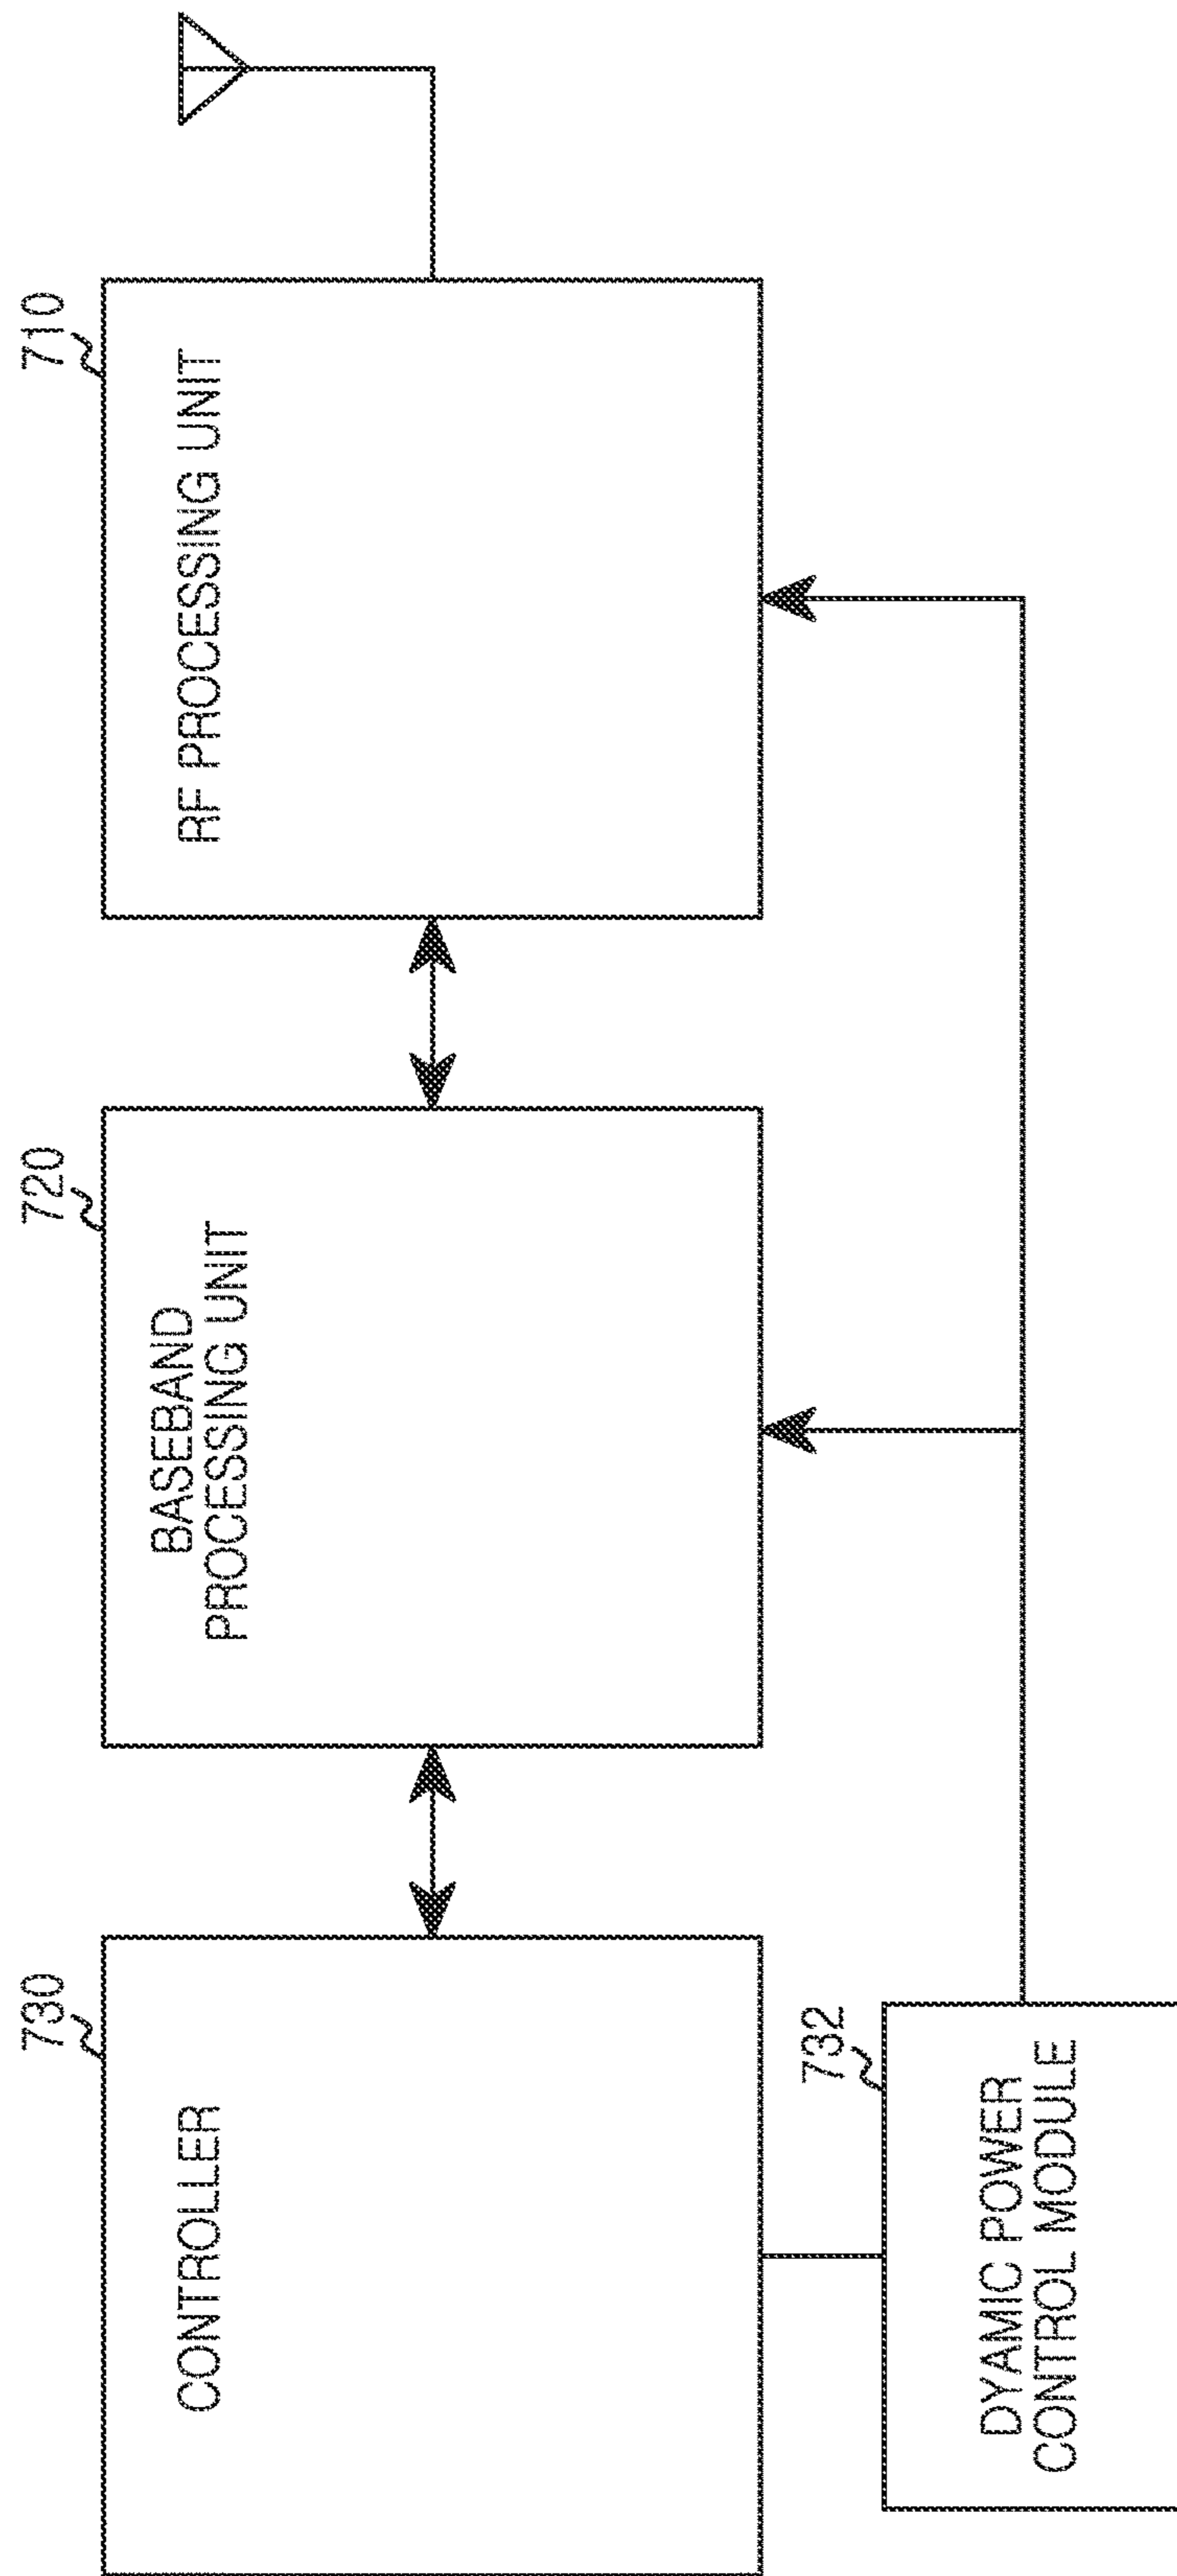 730
CONTROLLER
720
BASEBAND
PROCESSING UNIT
710
RF PROCESSING UNIT
732
DYAMIC POWER
CONTROL MODULE